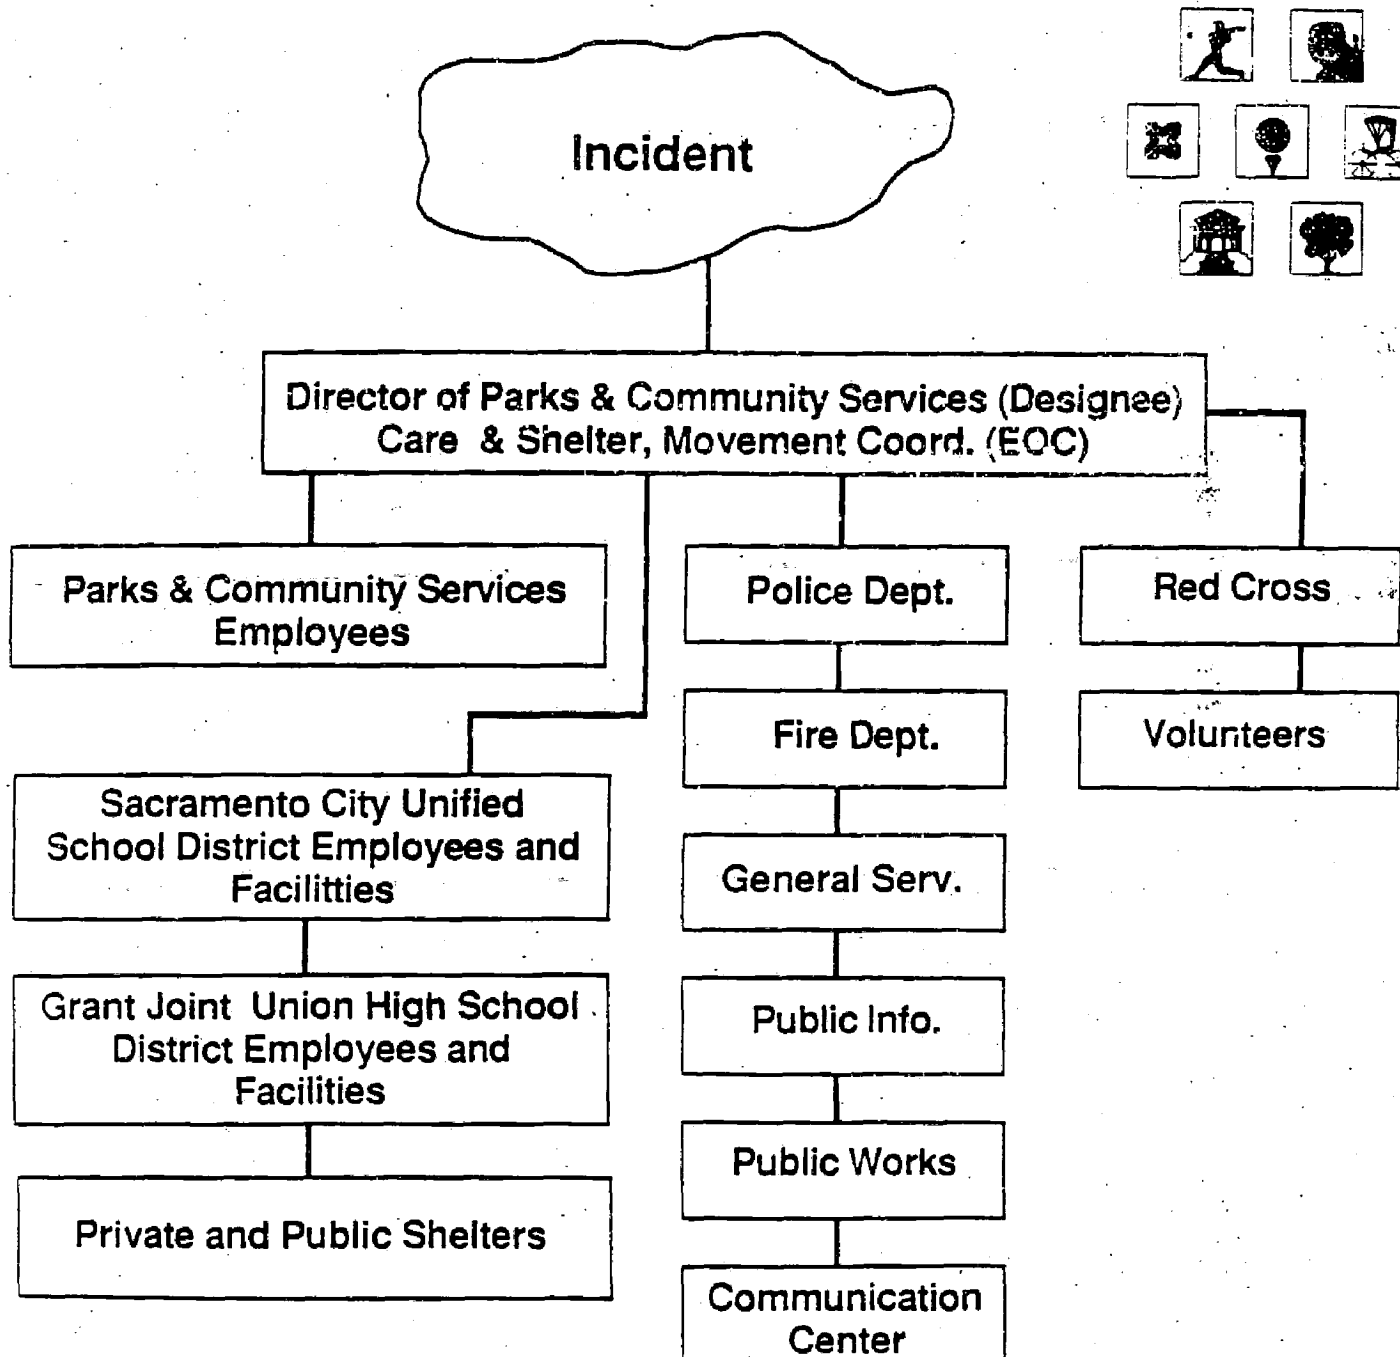 Incident
Director of Parks & Community Services (Designee)
Care & Shelter, Movement Coord. (EOC)
Parks & Community Services
Employees
Police Dept.
Red Cross
Fire Dept.
Volunteers
Sacramento City Unified
School District Employees and
Facilitties
General Serv.
Grant Joint Union High School
District Employees and
Facilities
Public Info.
Public Works
Private and Public Shelters
Communication
Center